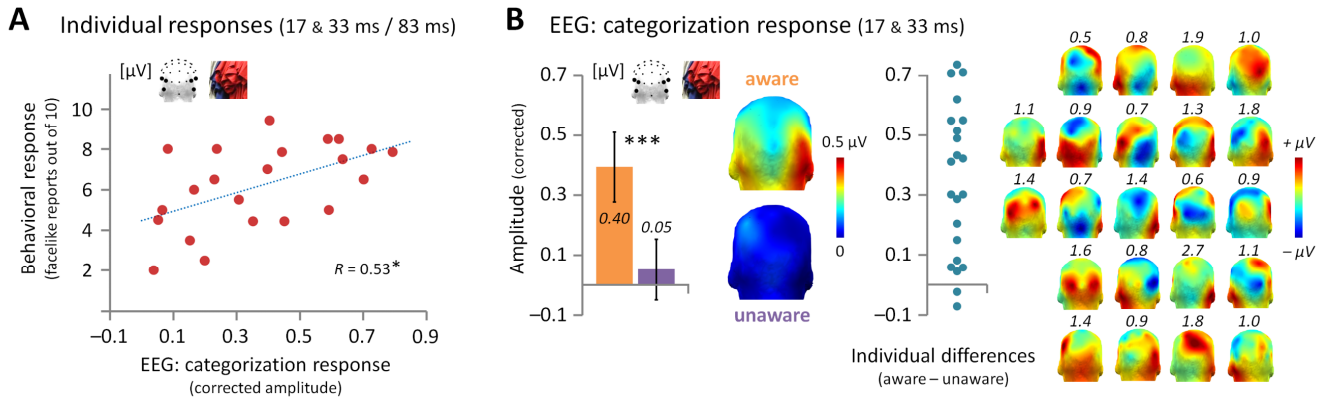 A Individual responses (17 & 33 ms / 83 ms)
[µV]
10
8
6
4
2
Behavioral response
(facelike reports out of 10)
R = 0.53*
–0.1 0.1 0.3 0.5 0.7 0.9
EEG: categorization response
(corrected amplitude)
B EEG: categorization response (17 & 33 ms)
[µV]
0.7
0.5
0.3
0.1
–0.1
Amplitude (corrected)
***
0.40
0.05
aware
unaware
0.5 µV
0
0.7
0.5
0.3
0.1
–0.1
Individual differences
(aware – unaware)
0.5 0.8 1.9 1.0
1.1 0.9 0.7 1.3 1.8
1.4 0.7 1.4 0.6 0.9
1.6 0.8 2.7 1.1
1.4 0.9 1.8 1.0
+ µV
– µV